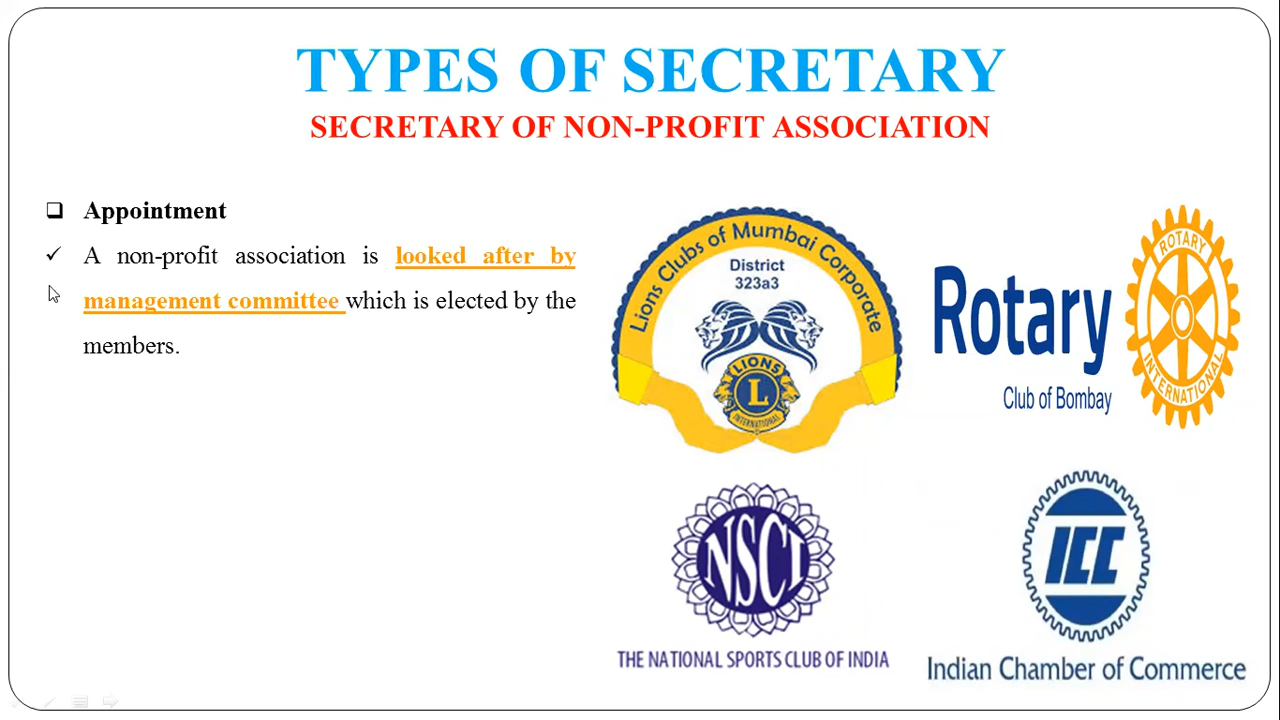 TYPES OF SECRETARY
SECRETARY OF NON-PROFIT ASSOCIATION
Appointment
A non-profit association is looked after by
management committee which is elected by the
members.
Lions Clubs of Mumbai Corporate
District
323a3
LIONS
L
INTERNATIONAL
Rotary
Club of Bombay
ROTARY
INTERNATIONAL
NSCI
THE NATIONAL SPORTS CLUB OF INDIA
ICC
Indian Chamber of Commerce